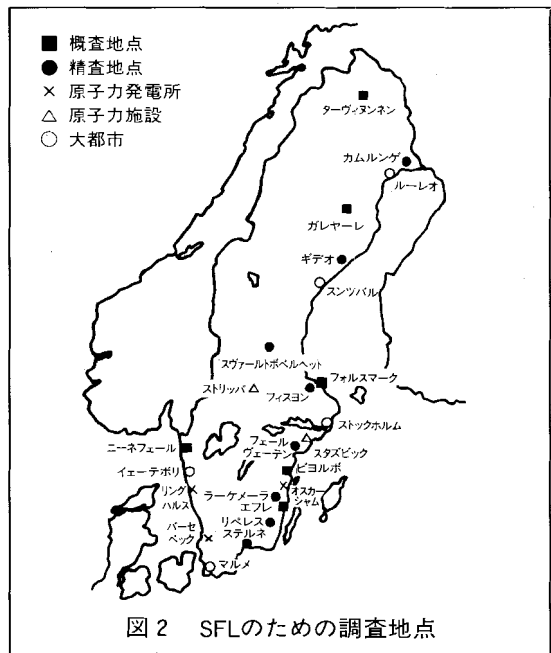 ■ 概査地点
● 精査地点
× 原子力発電所
△ 原子力施設
○ 大都市
ターヴィヌンネン
カムルンゲ
ルーレオ
ガレヤーレ
ギデオ
スンツバル
スヴァールトボベルヘット
フォルスマーク
ストリッパ
フィスヨン
ストックホルム
ニーネフェール
フェール
ヴェーテン
スタズビック
イェーテボリ
ビヨルボ
リング
ハルス
ラーケメーラ
オスカー
シャム
エフレ
バーセ
ベック
リペレス
ステルネ
マルメ
図2 SFLのための調査地点